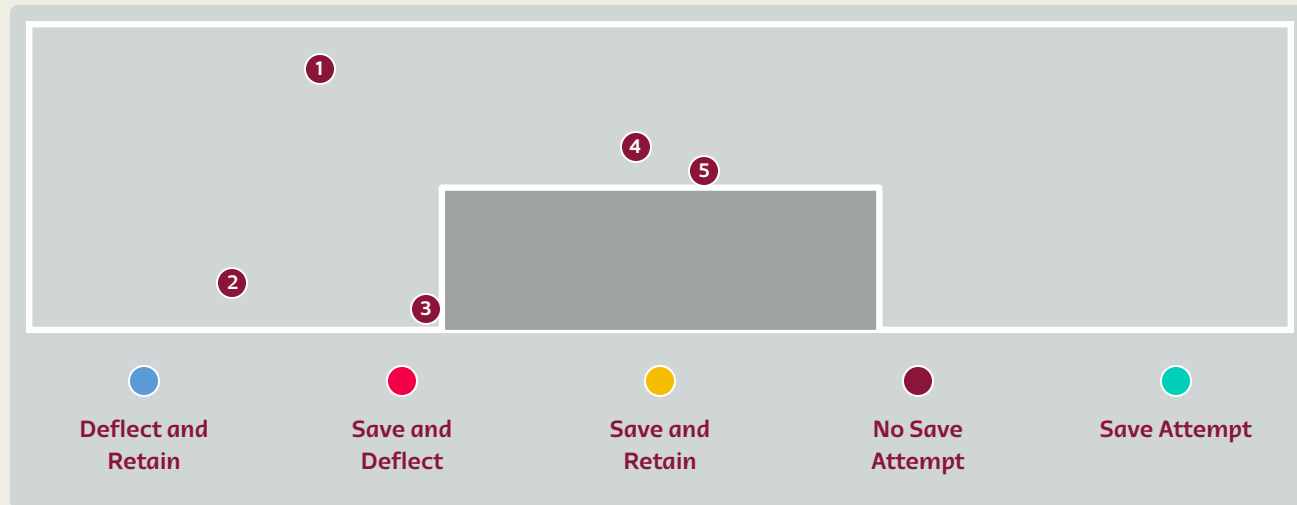 1
4
5
2
3
Deflect and
Retain
Save and
Deflect
Save and
Retain
No Save
Attempt
Save Attempt